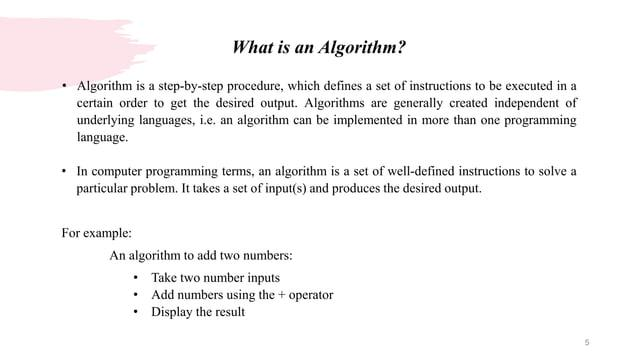 What is an Algorithm?
• Algorithm is a step-by-step procedure, which defines a set of instructions to be executed in a
certain order to get the desired output. Algorithms are generally created independent of
underlying languages, i.e. an algorithm can be implemented in more than one programming
language.
• In computer programming terms, an algorithm is a set of well-defined instructions to solve a
particular problem. It takes a set of input(s) and produces the desired output.
For example:
An algorithm to add two numbers:
• Take two number inputs
• Add numbers using the + operator
• Display the result
5